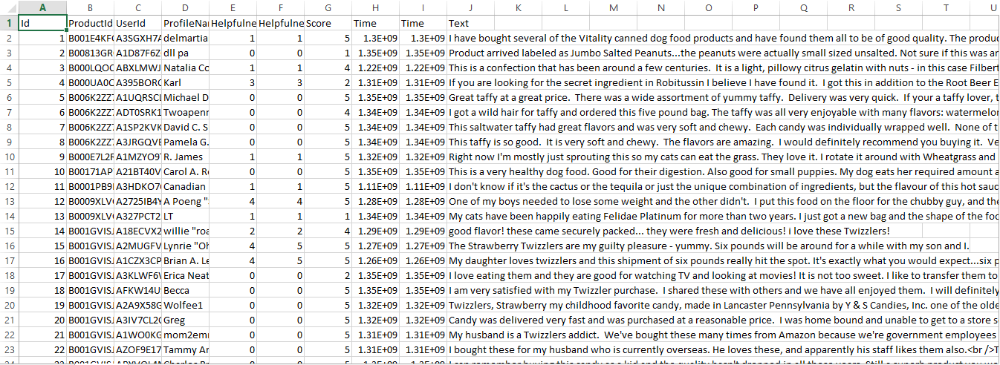 A B C D E F G H I J K L M N O P Q R S T U
1 Id ProductId UserId ProfileNa Helpfulne Helpfulne Score Time Time Text
2 1 B001E4KF A3SGXH7A delmartia 1 1 5 1.3E+09 1.3E+09 I have bought several of the Vitality canned dog food products and have found them all to be of good quality. The produ
3 2 B00813GR A1D87F6Z dll pa 0 0 1 1.35E+09 1.35E+09 Product arrived labeled as Jumbo Salted Peanuts...the peanuts were actually small sized unsalted. Not sure if this was ar
4 3 B000LQOC ABXLMWJ Natalia Co 1 1 4 1.22E+09 1.22E+09 This is a confection that has been around a few centuries.  It is a light, pillowy citrus gelatin with nuts - in this case Filbert
5 4 B000UA0C A395BORC Karl 3 3 2 1.31E+09 1.31E+09 If you are looking for the secret ingredient in Robitussin I believe I have found it.  I got this in addition to the Root Beer E
6 5 B006K2ZZ7 A1UQRSCL Michael D 0 0 5 1.35E+09 1.35E+09 Great taffy at a great price.  There was a wide assortment of yummy taffy.  Delivery was very quick.  If your a taffy lover, t
7 6 B006K2ZZ7 ADT0SRK1 Twoapenn 0 0 4 1.34E+09 1.34E+09 I got a wild hair for taffy and ordered this five pound bag. The taffy was all very enjoyable with many flavors: watermelor
8 7 B006K2ZZ7 A1SP2KVK David C. S 0 0 5 1.34E+09 1.34E+09 This saltwater taffy had great flavors and was very soft and chewy.  Each candy was individually wrapped well.  None of t
9 8 B006K2ZZ7 A3JRGQVE Pamela G. 0 0 5 1.34E+09 1.34E+09 This taffy is so good.  It is very soft and chewy.  The flavors are amazing.  I would definitely recommend you buying it.  Ve
10 9 B000E7L2R A1MZYO9 R. James 1 1 5 1.32E+09 1.32E+09 Right now I'm mostly just sprouting this so my cats can eat the grass. They love it. I rotate it around with Wheatgrass and
11 10 B00171AP A21BT40V Carol A. R 0 0 5 1.35E+09 1.35E+09 This is a very healthy dog food. Good for their digestion. Also good for small puppies. My dog eats her required amount a
12 11 B0001PB9 A3HDKO7 Canadian 1 1 5 1.11E+09 1.11E+09 I don't know if it's the cactus or the tequila or just the unique combination of ingredients, but the flavour of this hot sauc
13 12 B0009XLV A2725IB4Y A Poeng " 4 4 5 1.28E+09 1.28E+09 One of my boys needed to lose some weight and the other didn't.  I put this food on the floor for the chubby guy, and the
14 13 B0009XLV A327PCT2 LT 1 1 1 1.34E+09 1.34E+09 My cats have been happily eating Felidae Platinum for more than two years. I just got a new bag and the shape of the foo
15 14 B001GVISJ A18ECVX2 willie "roa 2 2 4 1.29E+09 1.29E+09 good flavor! these came securely packed... they were fresh and delicious! i love these Twizzlers!
16 15 B001GVISJ A2MUGFV Lynrie "Oh 4 5 5 1.27E+09 1.27E+09 The Strawberry Twizzlers are my guilty pleasure - yummy. Six pounds will be around for a while with my son and I.
17 16 B001GVISJ A1CZX3CP Brian A. Le 4 5 5 1.26E+09 1.26E+09 My daughter loves twizzlers and this shipment of six pounds really hit the spot. It's exactly what you would expect...six p
18 17 B001GVISJ A3KLWF6 Erica Neat 0 0 2 1.35E+09 1.35E+09 I love eating them and they are good for watching TV and looking at movies! It is not too sweet. I like to transfer them to
19 18 B001GVISJ AFKW14U Becca 0 0 5 1.35E+09 1.35E+09 I am very satisfied with my Twizzler purchase.  I shared these with others and we have all enjoyed them.  I will definitely
20 19 B001GVISJ A2A9X58G Wolfee1 0 0 5 1.32E+09 1.32E+09 Twizzlers, Strawberry my childhood favorite candy, made in Lancaster Pennsylvania by Y & S Candies, Inc. one of the olde
21 20 B001GVISJ A3IV7CL2 Greg 0 0 5 1.32E+09 1.32E+09 Candy was delivered very fast and was purchased at a reasonable price.  I was home bound and unable to get to a store s
22 21 B001GVISJ A1WO0KG mom2em 0 0 5 1.31E+09 1.31E+09 My husband is a Twizzlers addict.  We've bought these many times from Amazon because we're government employees
23 22 B001GVISJ AZOF9E17 Tammy Ar 0 0 5 1.31E+09 1.31E+09 I bought these for my husband who is currently overseas. He loves these, and apparently his staff likes them also.<br />T